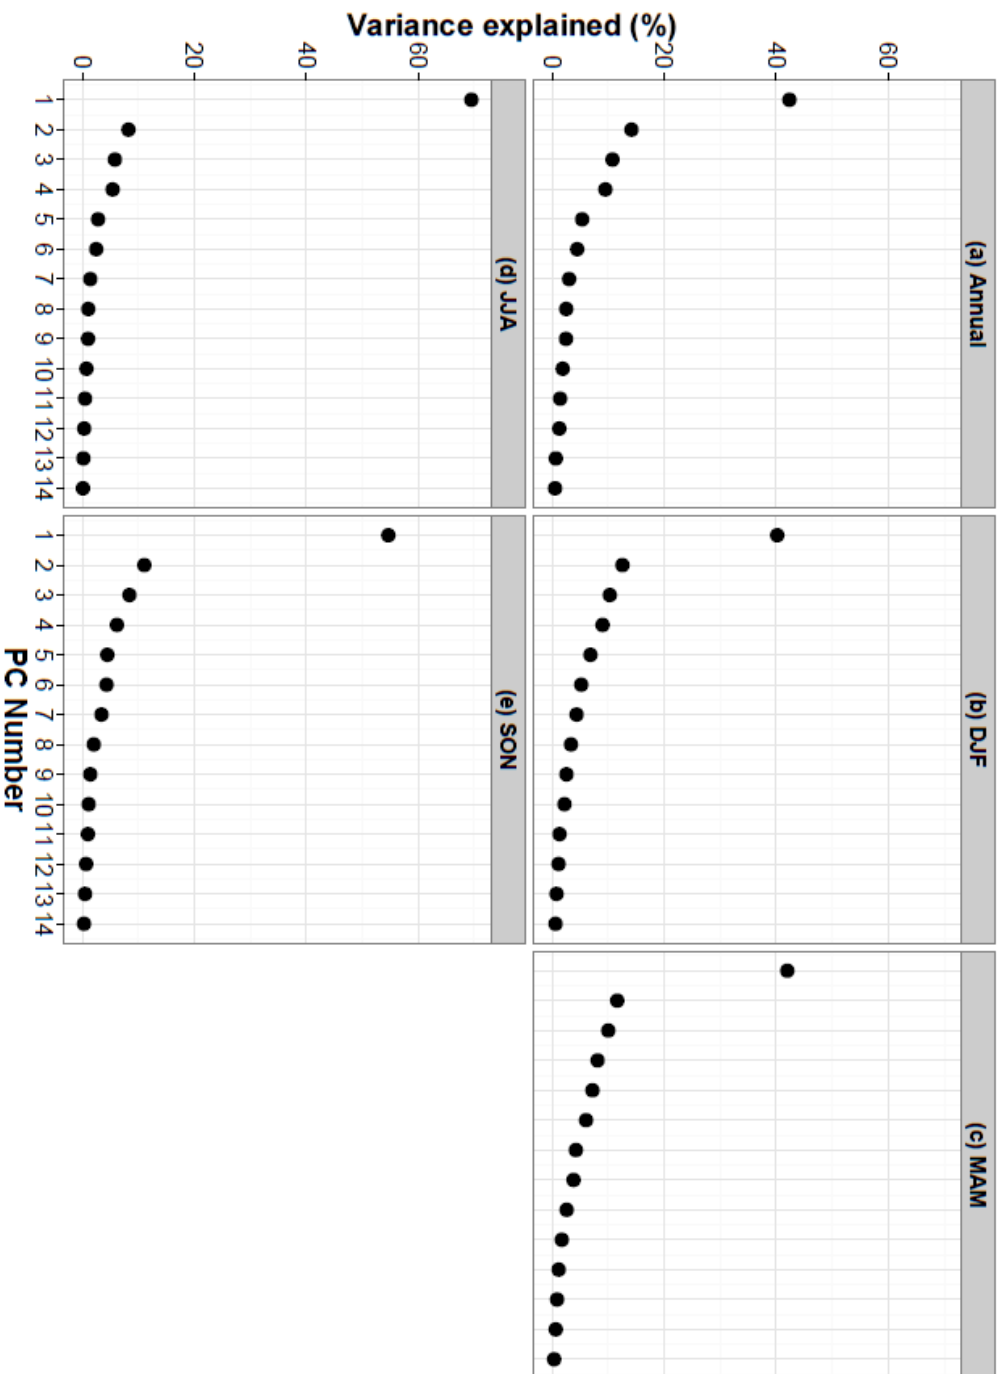 (a) Annual
(b) DJF
(c) MAM
60
40
20
0
(d) JJA
(e) SON
60
40
20
0
Variance explained (%)
1 2 3 4 5 6 7 8 9 10 11 12 13 14
1 2 3 4 5 6 7 8 9 10 11 12 13 14
PC Number